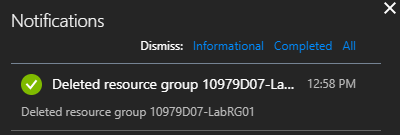 Notifications
Dismiss: Informational Completed All
Deleted resource group 10979D07-La... 12:58 PM
Deleted resource group 10979D07-LabRG01